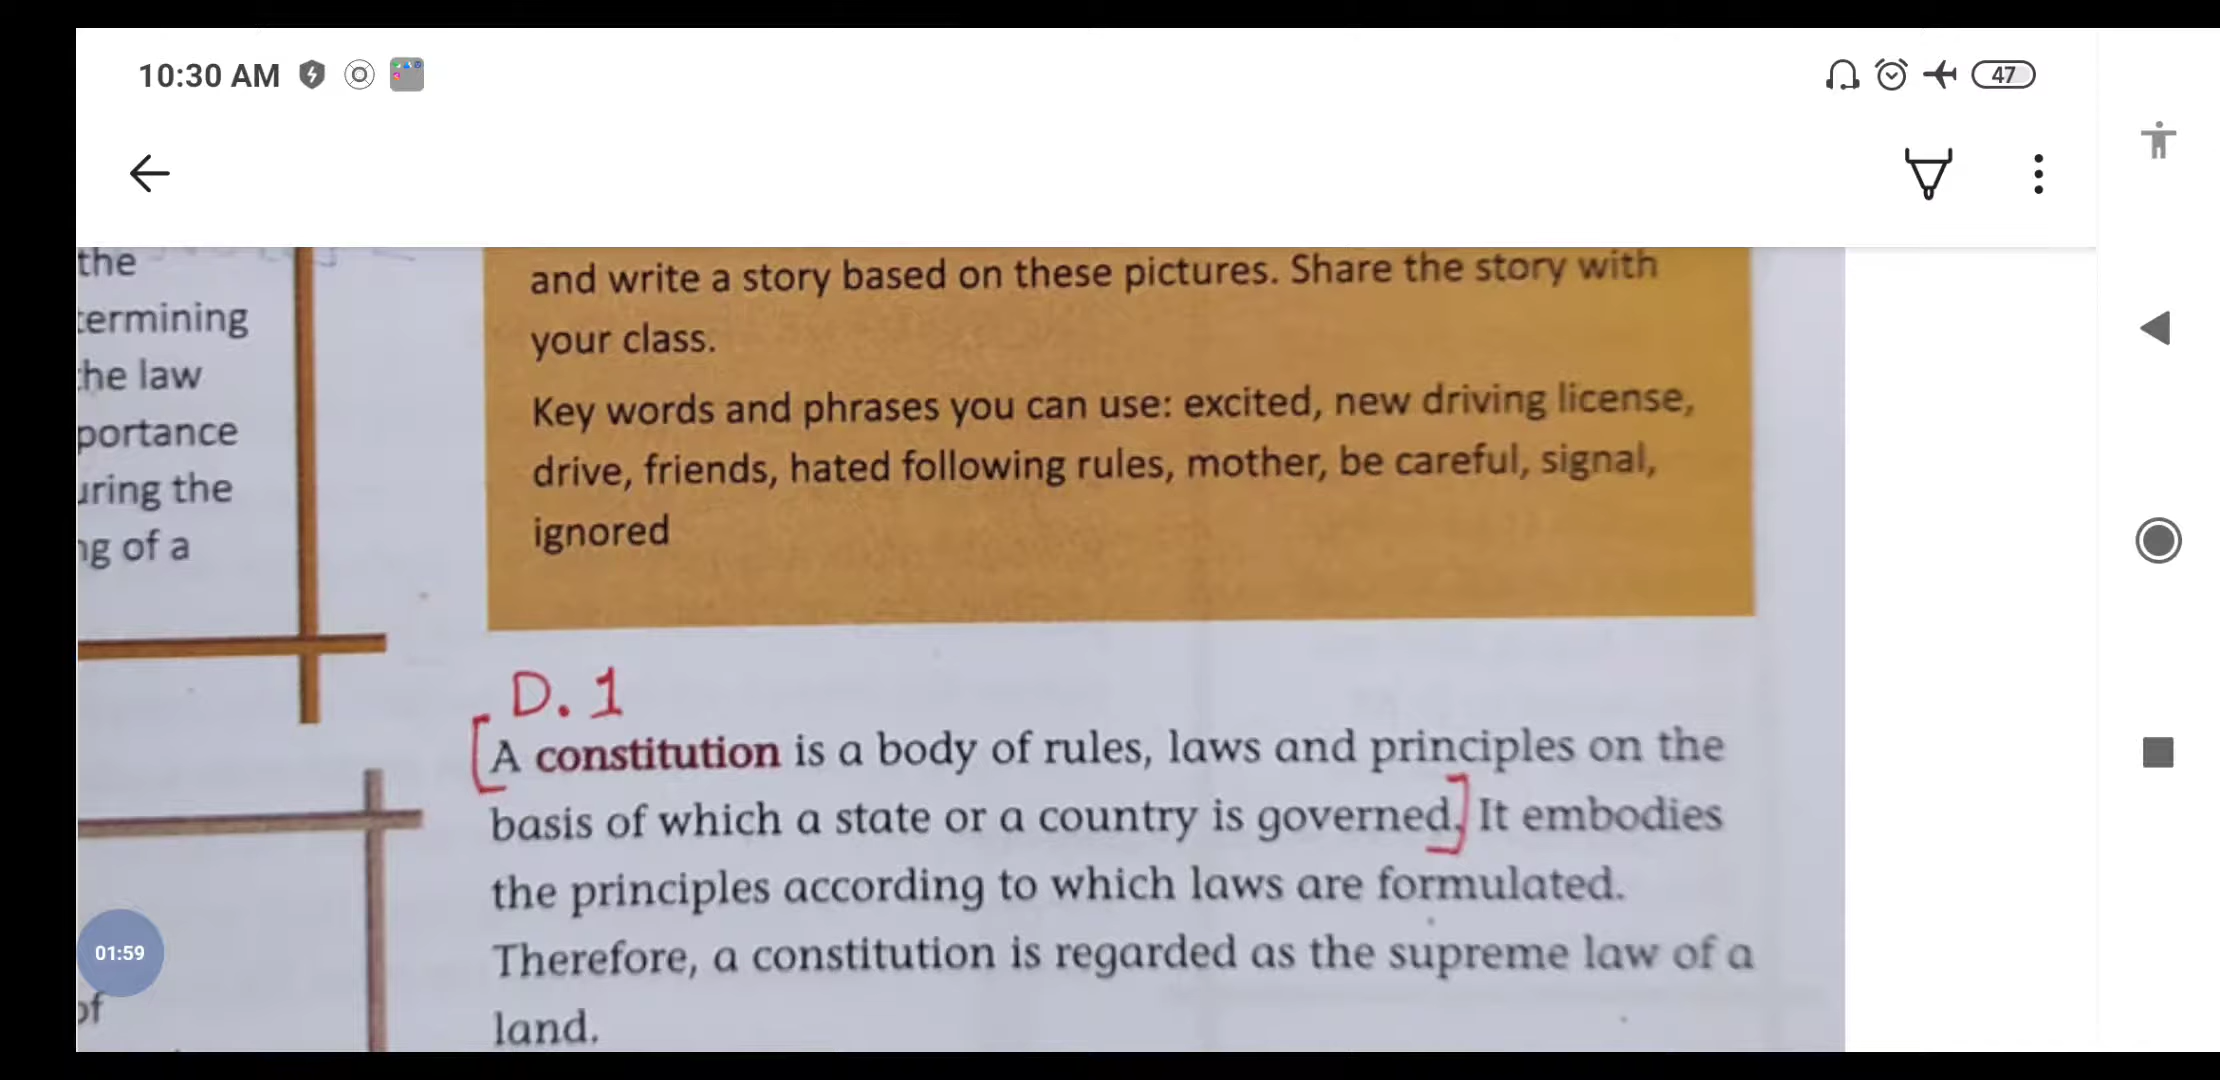 10:30 AM
47
the
termining
the law
portance
uring the
ng of a
and write a story based on these pictures. Share the story with
your class.
Key words and phrases you can use: excited, new driving license,
drive, friends, hated following rules, mother, be careful, signal,
ignored
D. 1
[A constitution is a body of rules, laws and principles on the
basis of which a state or a country is governed.] It embodies
the principles according to which laws are formulated.
Therefore, a constitution is regarded as the supreme law of a
land.
01:59
of